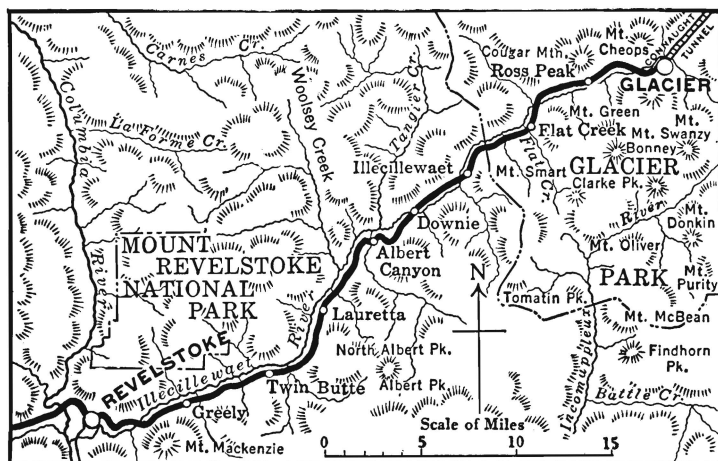 Carnes Cr.
Columbia
River
La Forme Cr.
Woolsey Creek
Tangier Cr.
Cougar Mtn.
Mt.
Cheops
CONNAUGHT
TUNNEL
Ross Peak
GLACIER
Mt. Green
Flat Creek
Mt.
Mt. Swanzy
Bonney
Illecillewaet
Flat Cr.
Mt. Smart
GLACIER
Clarke Pk.
River
Mt.
Donkin
Downie
MOUNT
REVELSTOKE
NATIONAL
PARK
Albert
Canyon
N
Mt. Oliver
PARK
Mt.
Purity
Tomatin Pk.
Mt. McBean
Lauretta
River
North Albert Pk.
Albert Pk.
Findhorn
Pk.
Incomappleux
Battle Cr.
REVELSTOKE
Illecillewaet
Twin Butte
Greely
Mt. Mackenzie
Scale of Miles
0 5 10 15